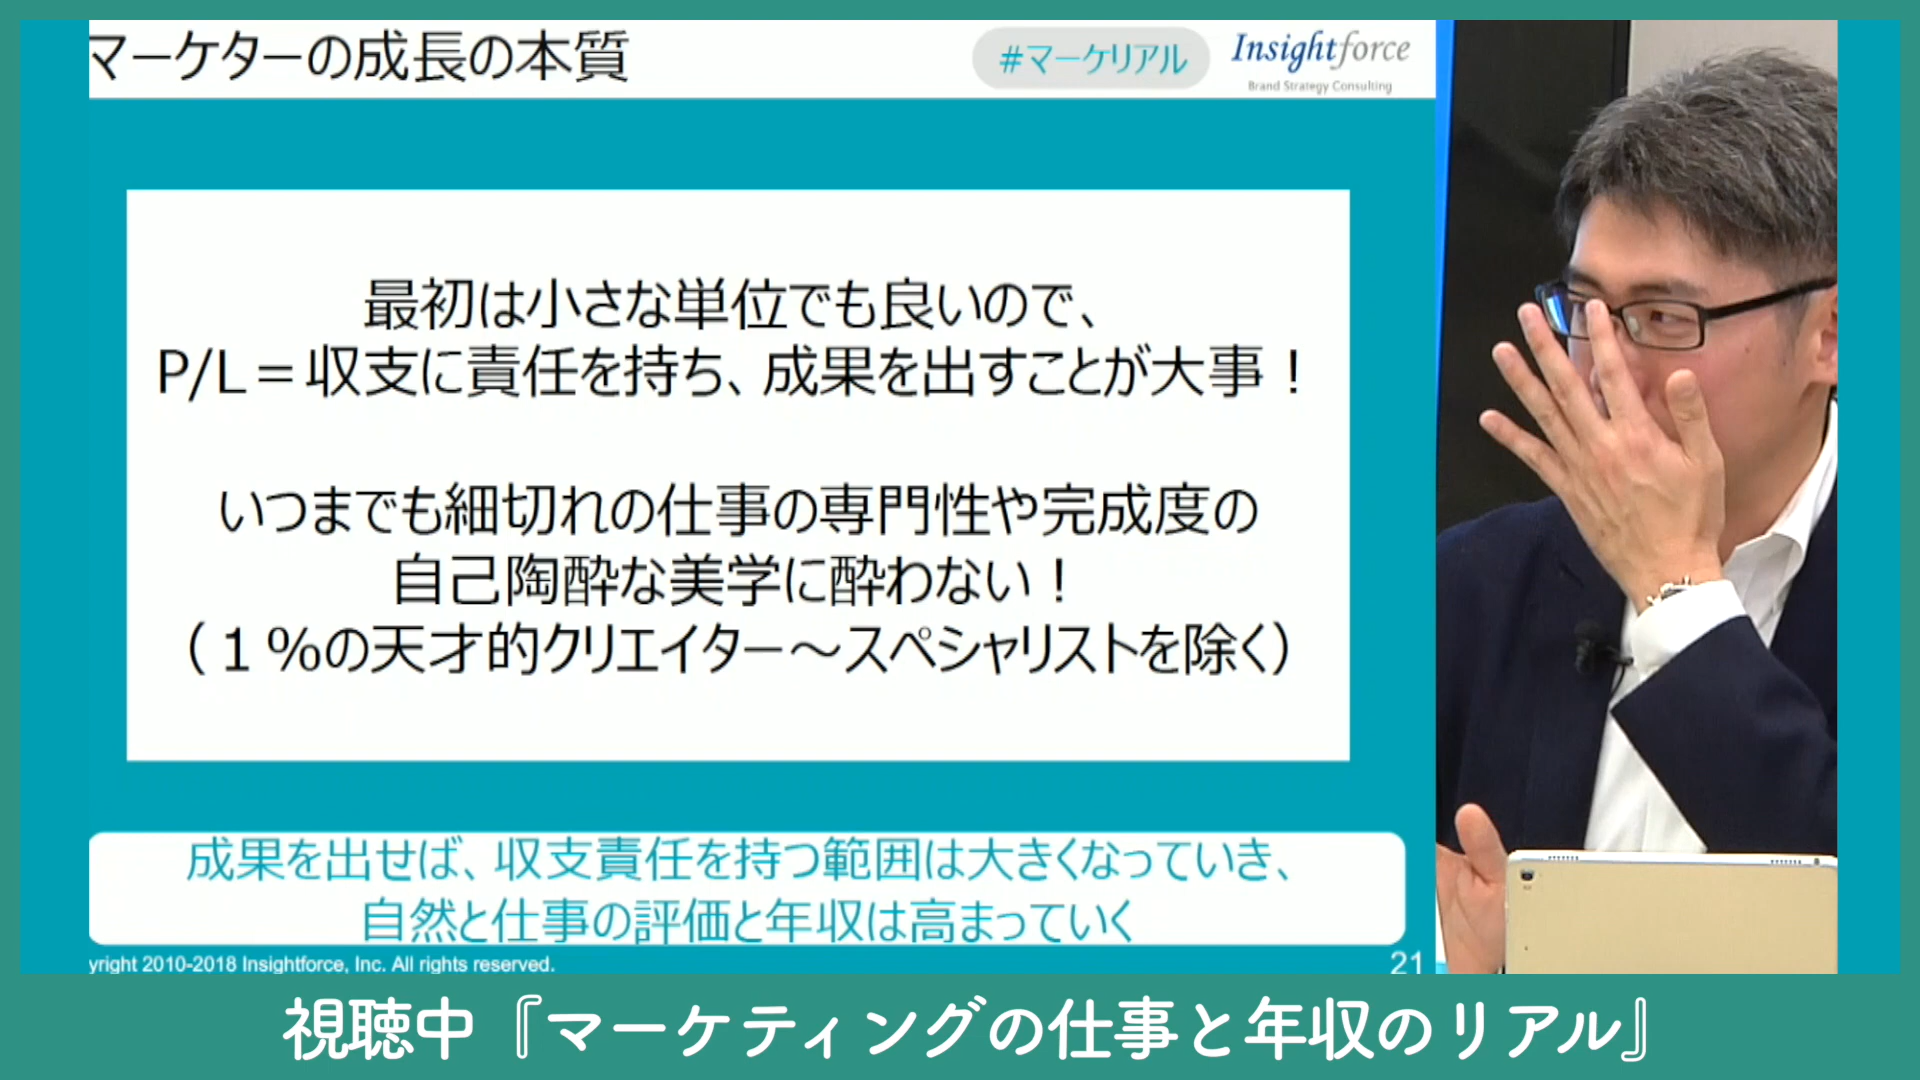 マーケターの成長の本質
#マーケリアル
Insightforce
Brand Strategy Consulting
最初は小さな単位でも良いので、
P/L＝収支に責任を持ち、成果を出すことが大事！
いつまでも細切れの仕事の専門性や完成度の
自己陶酔な美学に酔わない！
（１％の天才的クリエイター～スペシャリストを除く）
成果を出せば、収支責任を持つ範囲は大きくなっていき、
自然と仕事の評価と年収は高まっていく
yright 2010-2018 Insightforce, Inc. All rights reserved.
21
視聴中『マーケティングの仕事と年収のリアル』